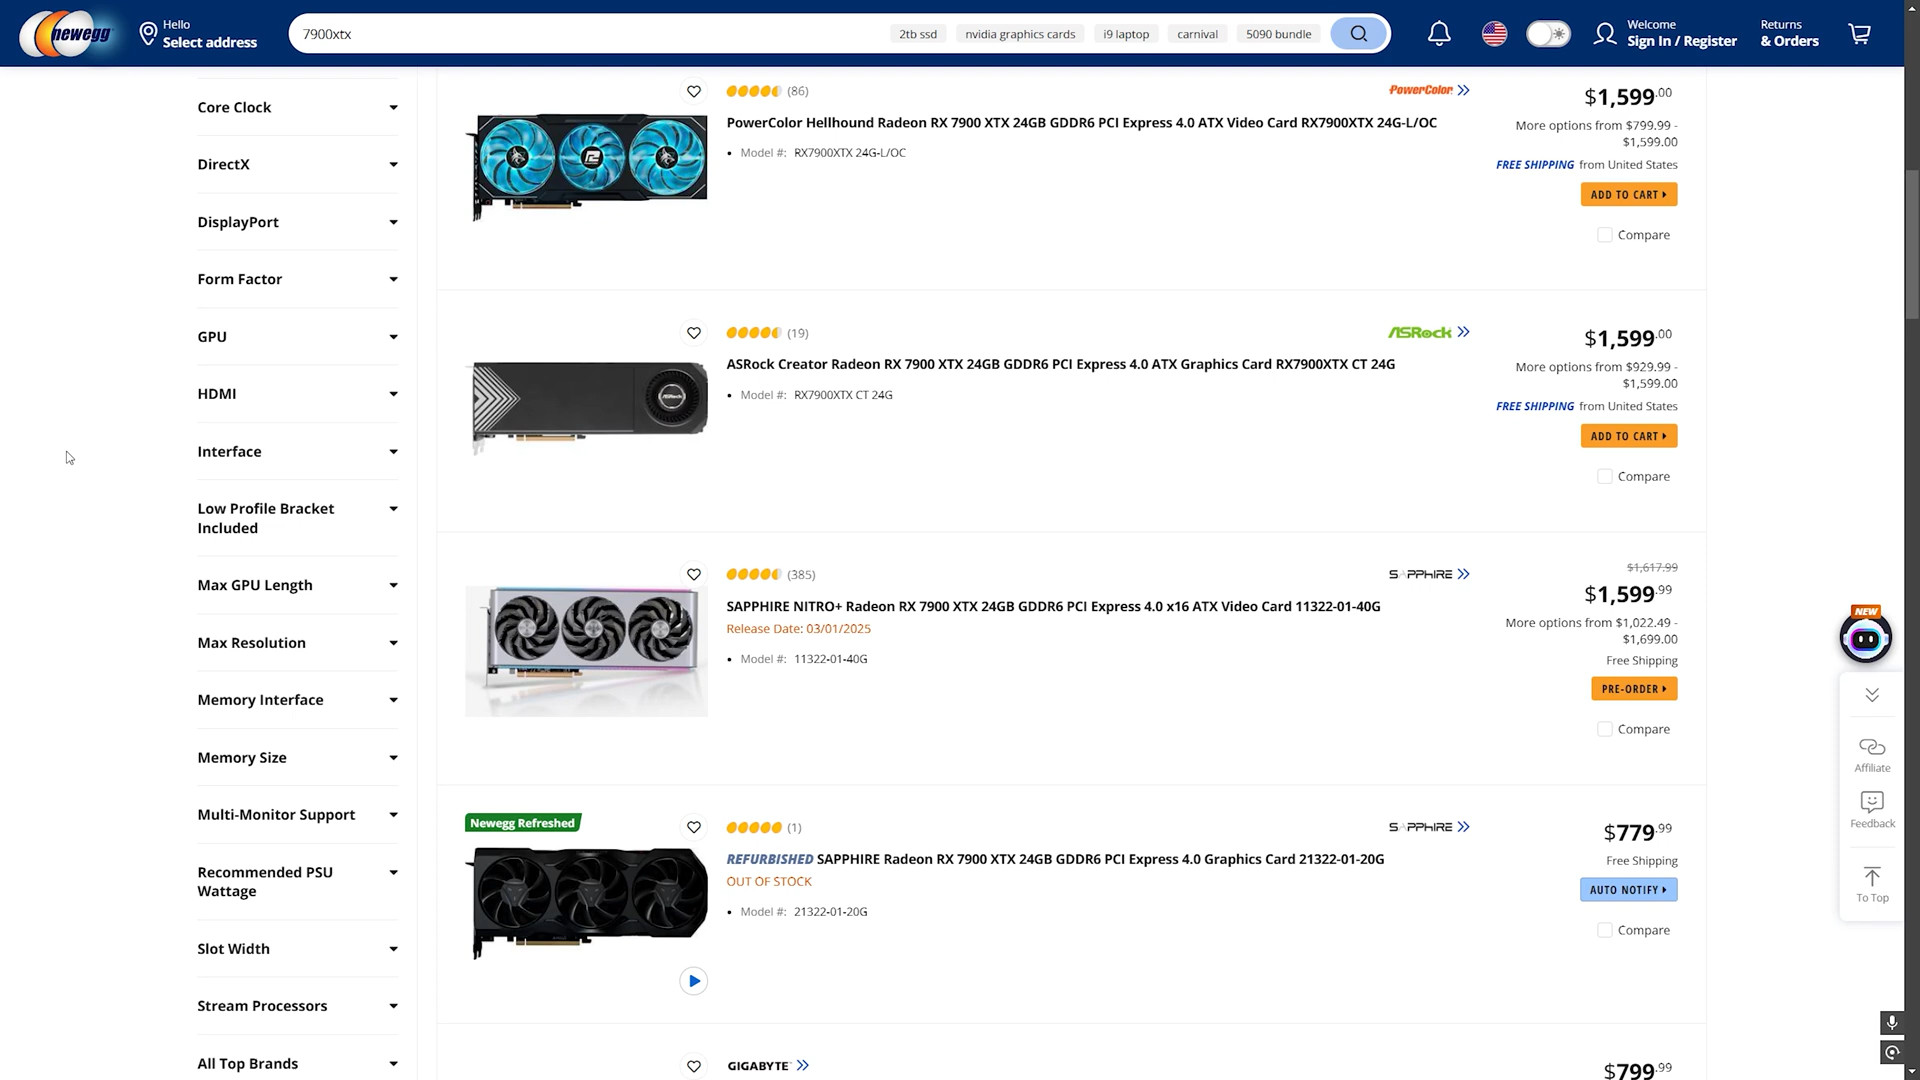 newegg
Hello
Select address
7900xtx
2tb ssd
nvidia graphics cards
i9 laptop
carnival
5090 bundle
Welcome
Sign In / Register
Returns
& Orders
Core Clock
DirectX
DisplayPort
Form Factor
GPU
HDMI
Interface
Low Profile Bracket
Included
Max GPU Length
Max Resolution
Memory Interface
Memory Size
Multi-Monitor Support
Recommended PSU
Wattage
Slot Width
Stream Processors
All Top Brands
(86)
PowerColor
PowerColor Hellhound Radeon RX 7900 XTX 24GB GDDR6 PCI Express 4.0 ATX Video Card RX7900XTX 24G-L/OC
Model #: RX7900XTX 24G-L/OC
$1,599.00
More options from $799.99 -
$1,599.00
FREE SHIPPING from United States
ADD TO CART
Compare
(19)
ASRock
ASRock Creator Radeon RX 7900 XTX 24GB GDDR6 PCI Express 4.0 ATX Graphics Card RX7900XTX CT 24G
Model #: RX7900XTX CT 24G
$1,599.00
More options from $929.99 -
$1,599.00
FREE SHIPPING from United States
ADD TO CART
Compare
(385)
SAPPHIRE
SAPPHIRE NITRO+ Radeon RX 7900 XTX 24GB GDDR6 PCI Express 4.0 x16 ATX Video Card 11322-01-40G
Release Date: 03/01/2025
Model #: 11322-01-40G
$1,617.99
$1,599.99
More options from $1,022.49 -
$1,699.00
Free Shipping
PRE-ORDER
Compare
Newegg Refreshed
(1)
SAPPHIRE
REFURBISHED SAPPHIRE Radeon RX 7900 XTX 24GB GDDR6 PCI Express 4.0 Graphics Card 21322-01-20G
OUT OF STOCK
Model #: 21322-01-20G
$779.99
Free Shipping
AUTO NOTIFY
Compare
GIGABYTE
$799.99
NEW
Affiliate
Feedback
To Top